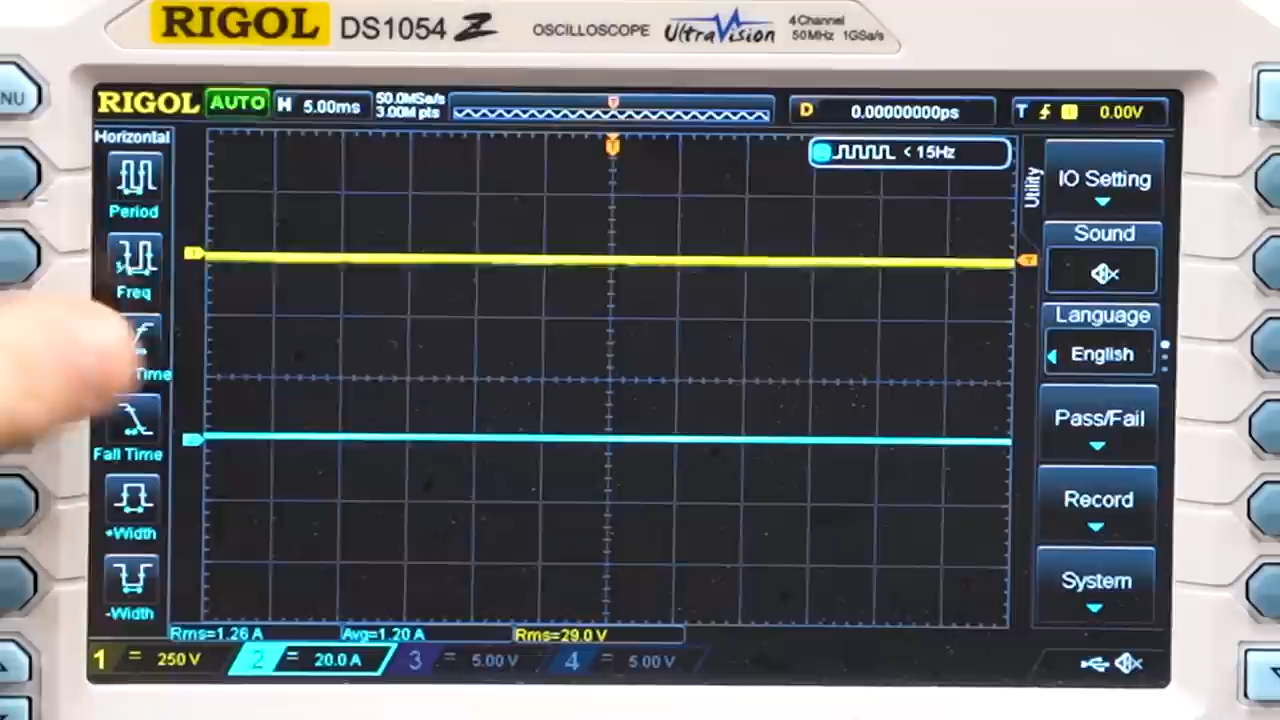 RIGOL DS1054 Z OSCILLOSCOPE UltraVision 4 Channel
50MHz 1GSa/s
NU
RIGOL AUTO H 5.00ms 50.0MSa/s
3.00M pts
D 0.00000000ps T 1 0.00V
Horizontal
< 15Hz
Utility
IO Setting
Period
Sound
Freq
Language
English
Time
Pass/Fail
Fall Time
Record
+Width
System
-Width
Rms=1.26 A Avg=1.20 A Rms=29.0 V
1 = 250 V 2 = 20.0 A 3 = 5.00 V 4 = 5.00 V